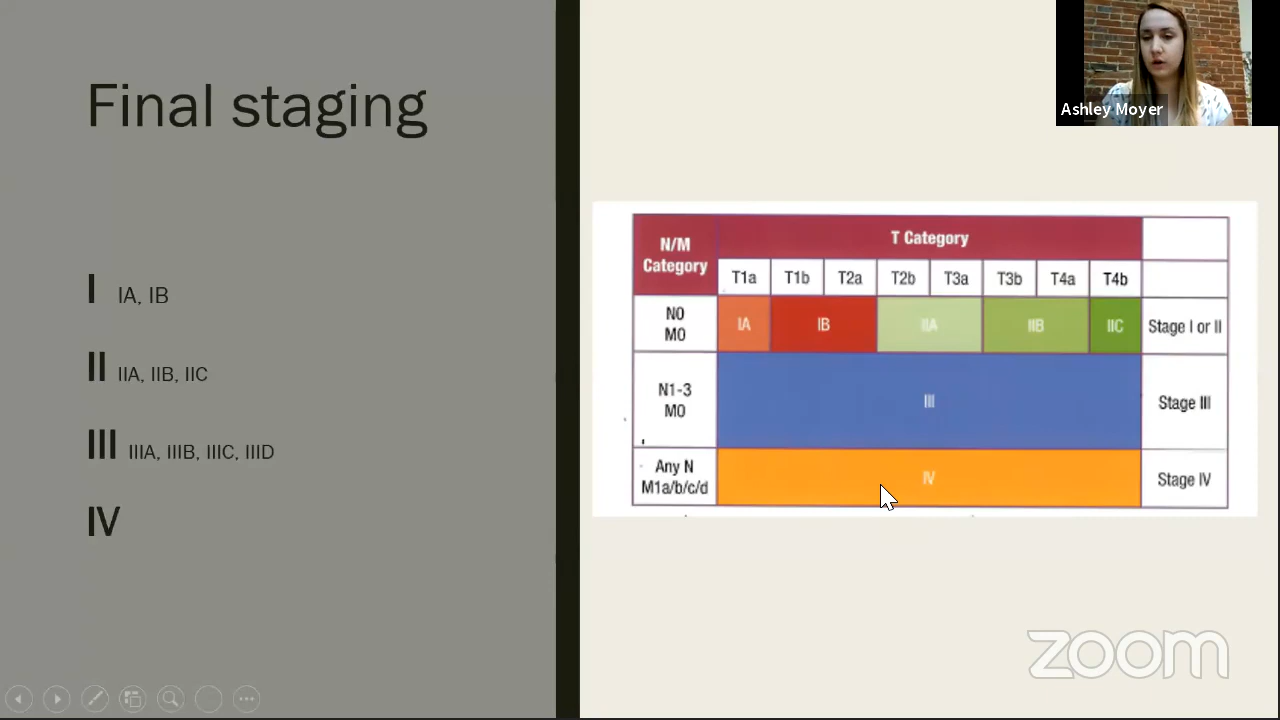 Final staging
I IA, IB
II IIA, IIB, IIC
III IIIA, IIIB, IIIC, IIID
IV
Ashley Moyer
N/M
Category
T Category
T1a T1b T2a T2b T3a T3b T4a T4b
N0
M0
IA IB IIA IIB IIC Stage I or II
N1-3
M0
III Stage III
Any N
M1a/b/c/d
IV Stage IV
zoom